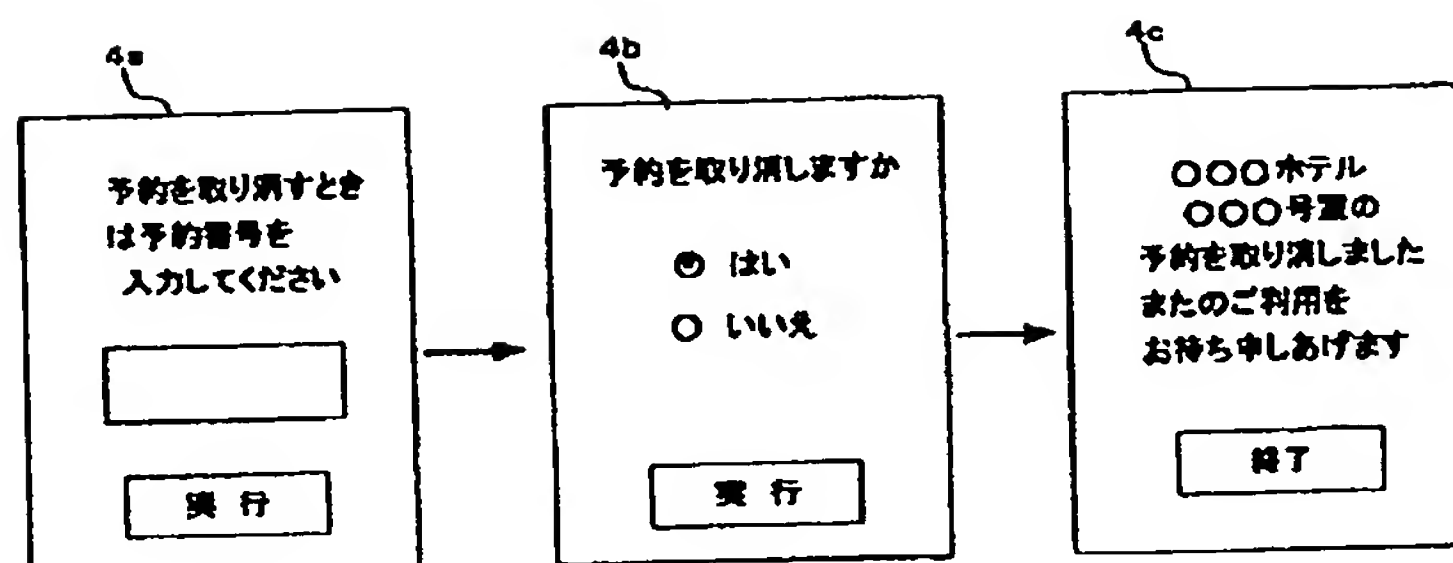 4a
予約を取り消すとき
は予約番号を
入力してください
実 行
4b
予約を取り消しますか
はい
いいえ
実 行
4c
○○○ホテル
○○○号室の
予約を取り消しました
またのご利用を
お待ち申しあげます
終了